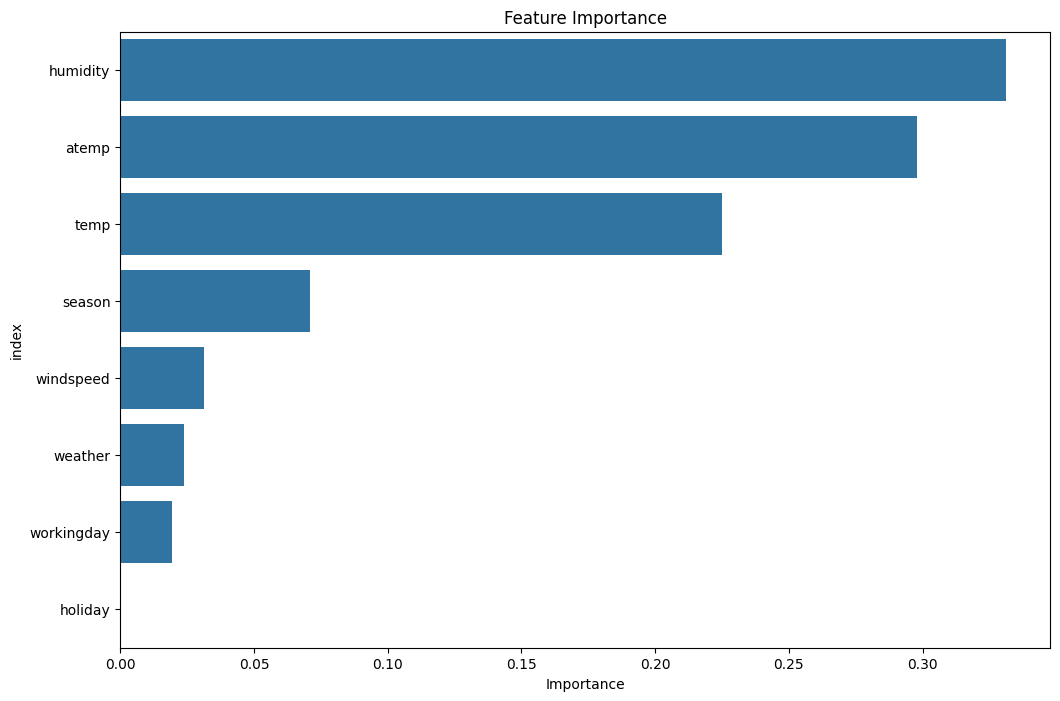 Feature Importance
humidity
atemp
temp
season
windspeed
weather
workingday
holiday
index
0.00 0.05 0.10 0.15 0.20 0.25 0.30
Importance